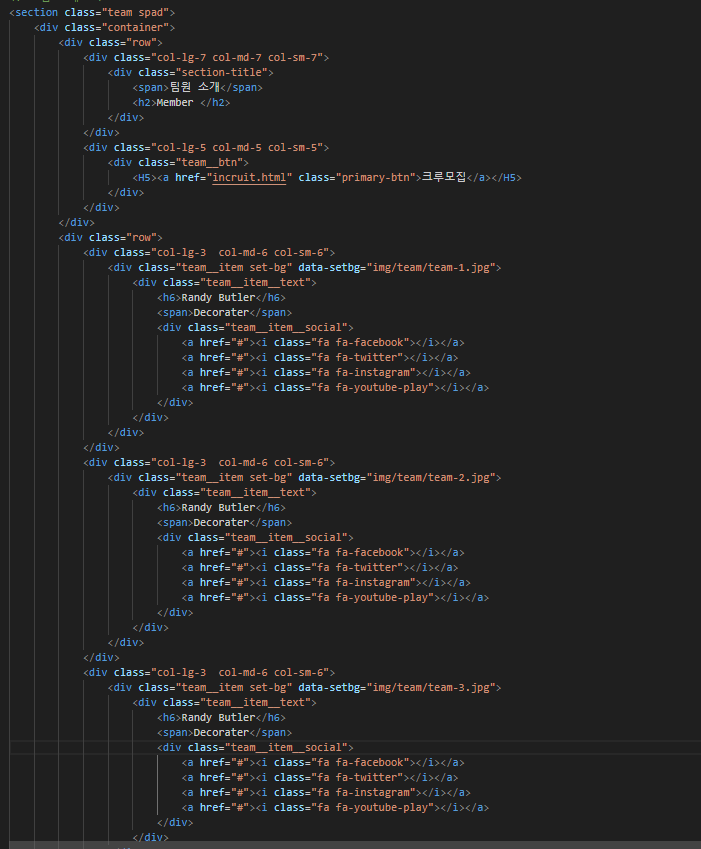 <section class="team spad">
<div class="container">
<div class="row">
<div class="col-lg-7 col-md-7 col-sm-7">
<div class="section-title">
<span>팀원 소개</span>
<h2>Member </h2>
</div>
</div>
<div class="col-lg-5 col-md-5 col-sm-5">
<div class="team__btn">
<H5><a href="incruit.html" class="primary-btn">크루모집</a></H5>
</div>
</div>
</div>
<div class="row">
<div class="col-lg-3  col-md-6 col-sm-6">
<div class="team__item set-bg" data-setbg="img/team/team-1.jpg">
<div class="team__item__text">
<h6>Randy Butler</h6>
<span>Decorater</span>
<div class="team__item__social">
<a href="#"><i class="fa fa-facebook"></i></a>
<a href="#"><i class="fa fa-twitter"></i></a>
<a href="#"><i class="fa fa-instagram"></i></a>
<a href="#"><i class="fa fa-youtube-play"></i></a>
</div>
</div>
</div>
</div>
<div class="col-lg-3  col-md-6 col-sm-6">
<div class="team__item set-bg" data-setbg="img/team/team-2.jpg">
<div class="team__item__text">
<h6>Randy Butler</h6>
<span>Decorater</span>
<div class="team__item__social">
<a href="#"><i class="fa fa-facebook"></i></a>
<a href="#"><i class="fa fa-twitter"></i></a>
<a href="#"><i class="fa fa-instagram"></i></a>
<a href="#"><i class="fa fa-youtube-play"></i></a>
</div>
</div>
</div>
</div>
<div class="col-lg-3  col-md-6 col-sm-6">
<div class="team__item set-bg" data-setbg="img/team/team-3.jpg">
<div class="team__item__text">
<h6>Randy Butler</h6>
<span>Decorater</span>
<div class="team__item__social">
<a href="#"><i class="fa fa-facebook"></i></a>
<a href="#"><i class="fa fa-twitter"></i></a>
<a href="#"><i class="fa fa-instagram"></i></a>
<a href="#"><i class="fa fa-youtube-play"></i></a>
</div>
</div>